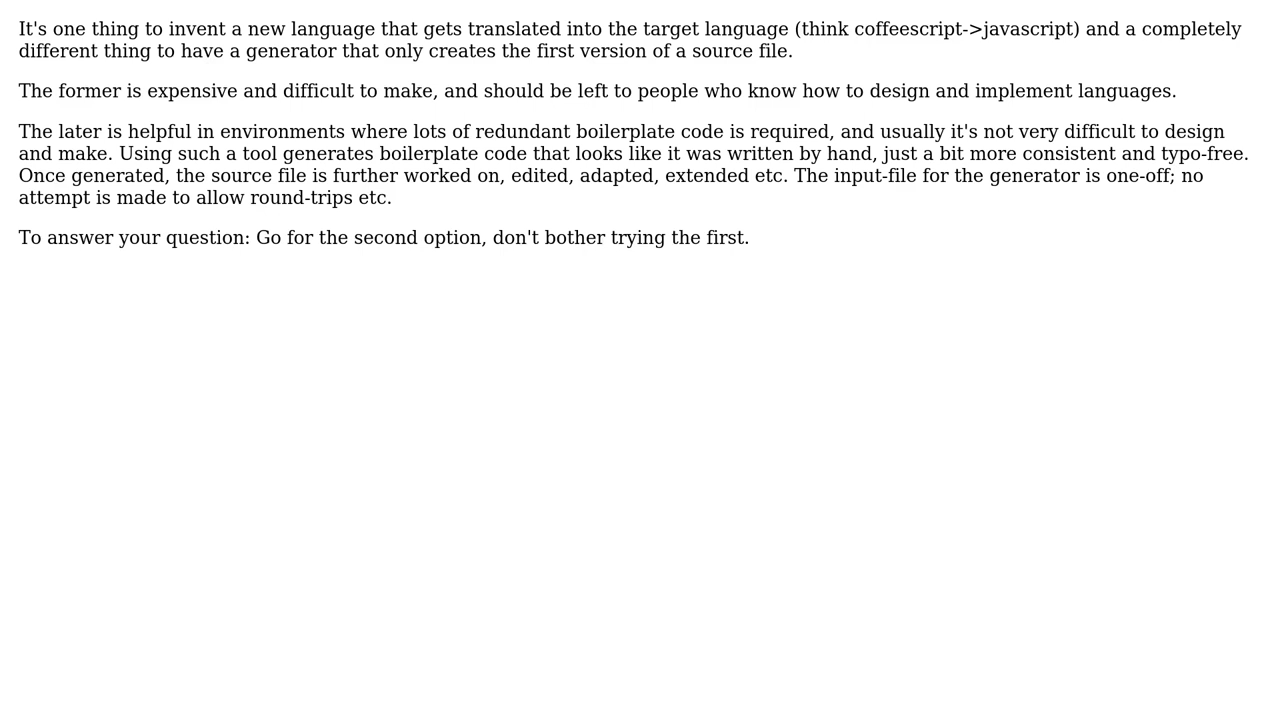 It's one thing to invent a new language that gets translated into the target language (think coffeescript->javascript) and a completely
different thing to have a generator that only creates the first version of a source file.
The former is expensive and difficult to make, and should be left to people who know how to design and implement languages.
The later is helpful in environments where lots of redundant boilerplate code is required, and usually it's not very difficult to design
and make. Using such a tool generates boilerplate code that looks like it was written by hand, just a bit more consistent and typo-free.
Once generated, the source file is further worked on, edited, adapted, extended etc. The input-file for the generator is one-off; no
attempt is made to allow round-trips etc.
To answer your question: Go for the second option, don't bother trying the first.